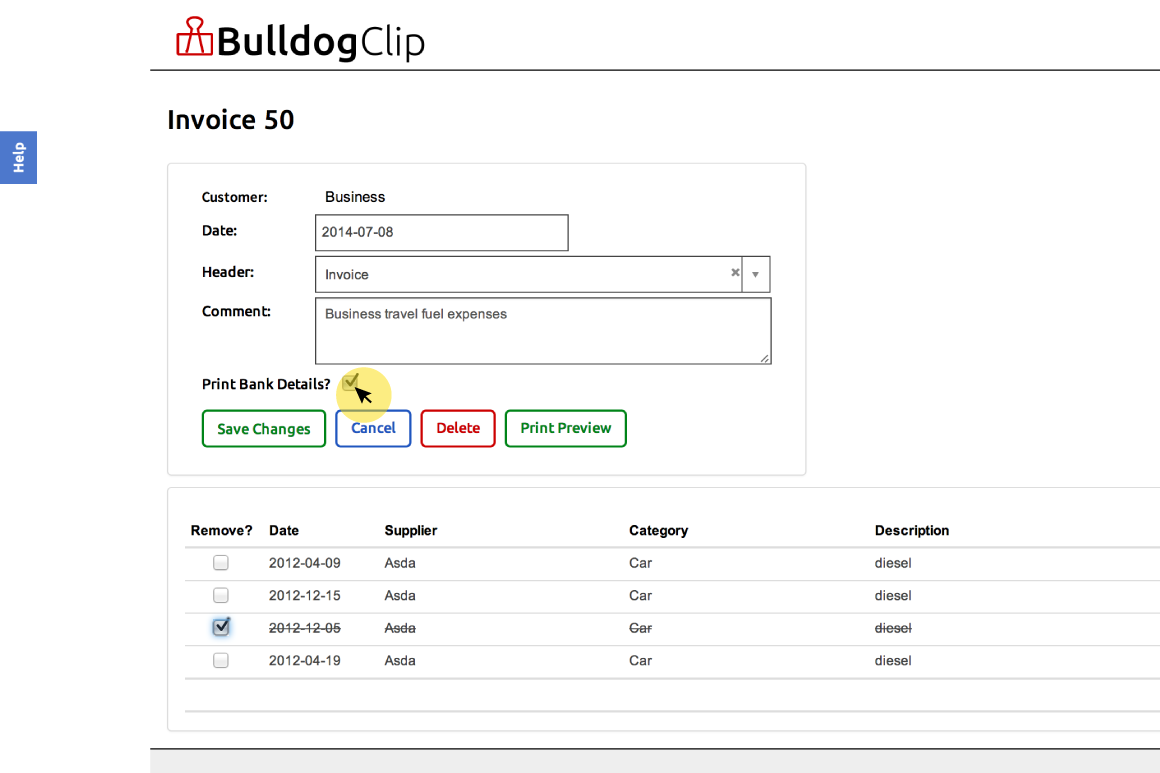 BulldogClip
Invoice 50
Help
Customer: Business
Date: 2014-07-08
Header: Invoice
Comment: Business travel fuel expenses
Print Bank Details?
Save Changes Cancel Delete Print Preview
Remove? Date Supplier Category Description
2012-04-09 Asda Car diesel
2012-12-15 Asda Car diesel
2012-12-05 Asda Car diesel
2012-04-19 Asda Car diesel